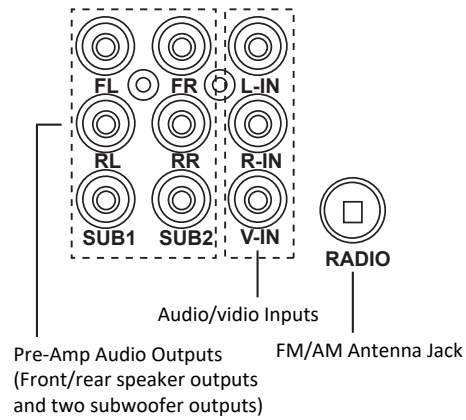 FL FR L-IN
RL RR R-IN
SUB1 SUB2 V-IN
RADIO
Audio/vidio Inputs
FM/AM Antenna Jack
Pre-Amp Audio Outputs
(Front/rear speaker outputs
and two subwoofer outputs)